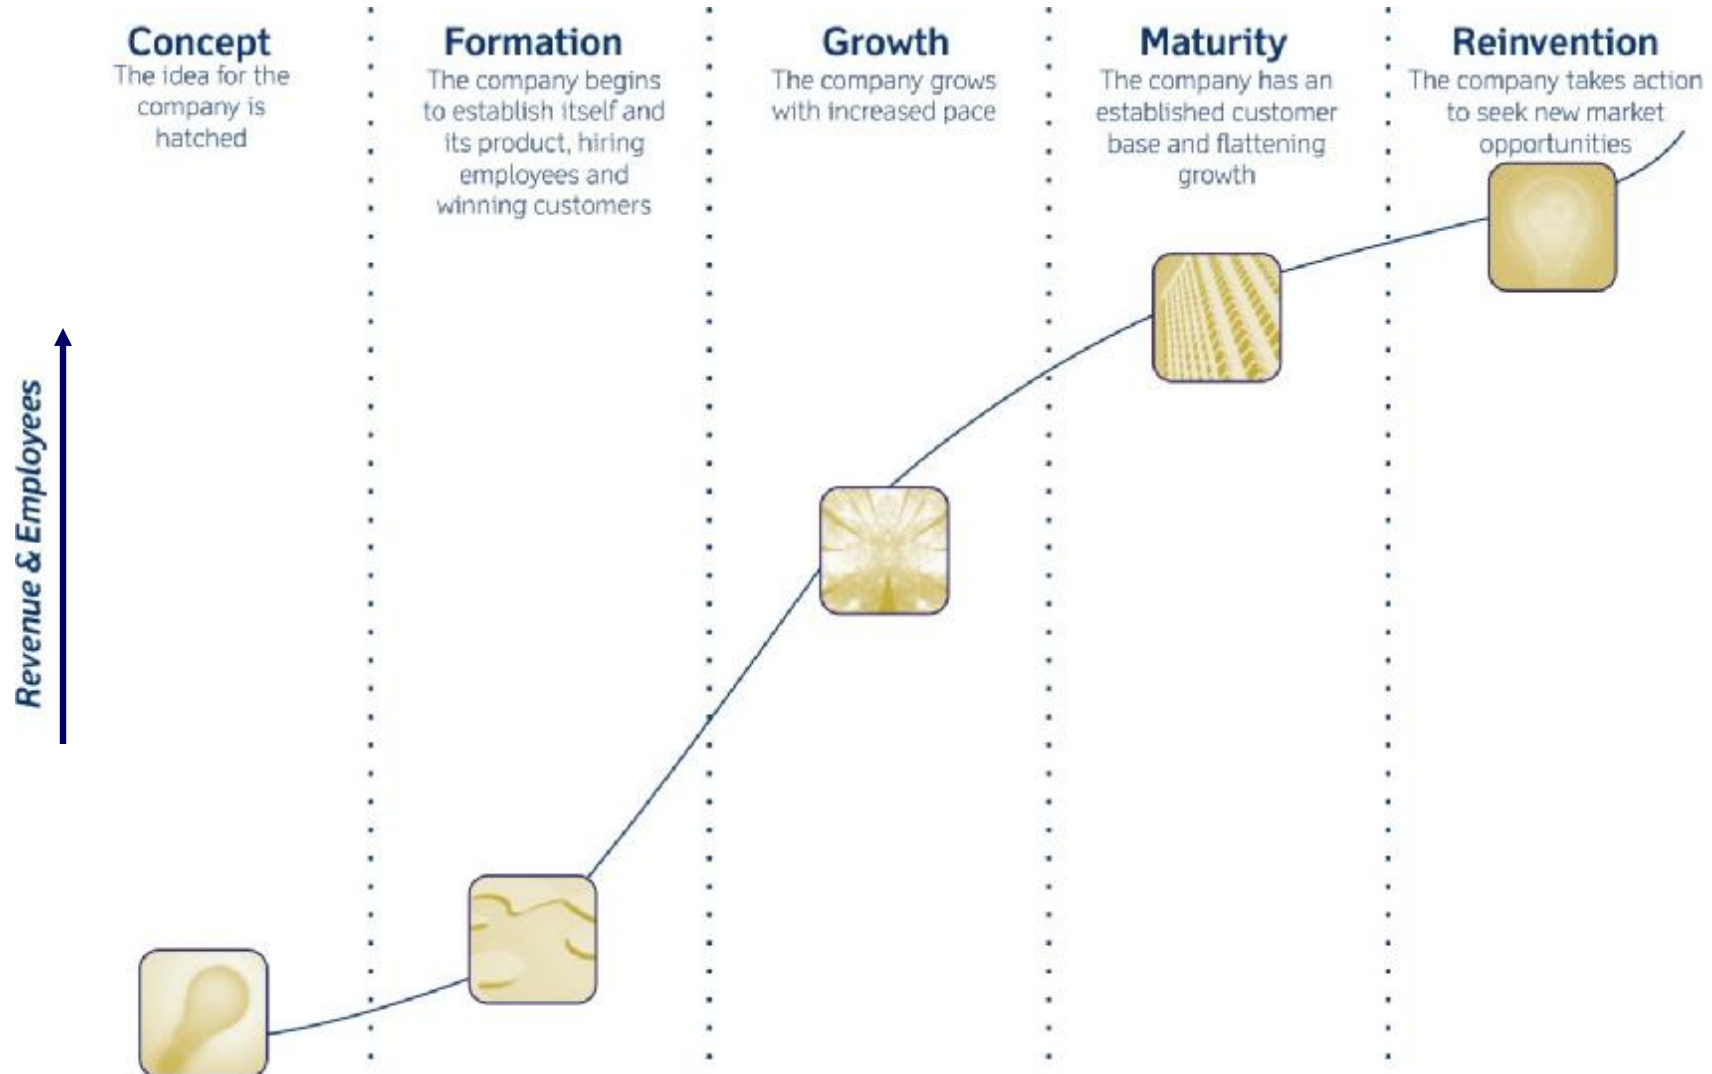 Concept
The idea for the
company is
hatched
Formation
The company begins
to establish itself and
its product, hiring
employees and
winning customers
Growth
The company grows
with increased pace
Maturity
The company has an
established customer
base and flattening
growth
Reinvention
The company takes action
to seek new market
opportunities
Revenue & Employees